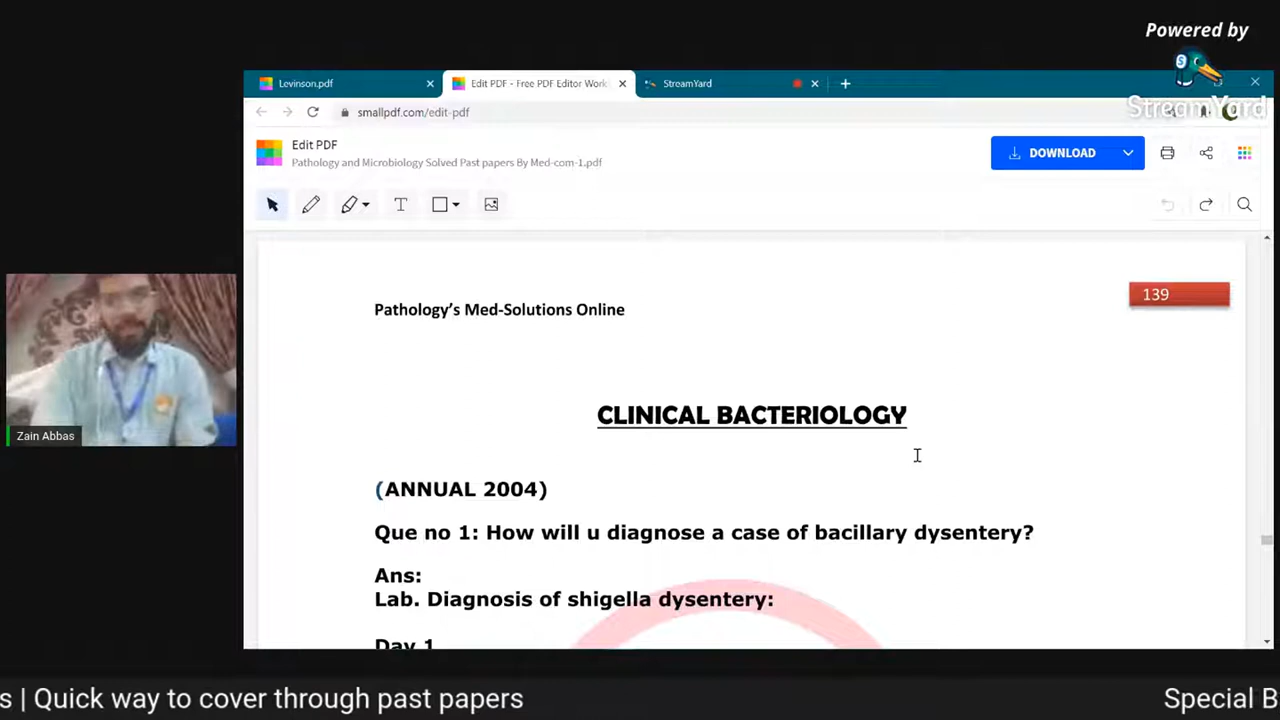 Powered by
StreamYard
Levinson.pdf
Edit PDF - Free PDF Editor Work
StreamYard
smallpdf.com/edit-pdf
Edit PDF
Pathology and Microbiology Solved Past papers By Med-com-1.pdf
DOWNLOAD
T
Pathology's Med-Solutions Online
139
CLINICAL BACTERIOLOGY
(ANNUAL 2004)
Que no 1: How will u diagnose a case of bacillary dysentery?
Ans:
Lab. Diagnosis of shigella dysentery:
Day 1
Zain Abbas
s | Quick way to cover through past papers
Special B